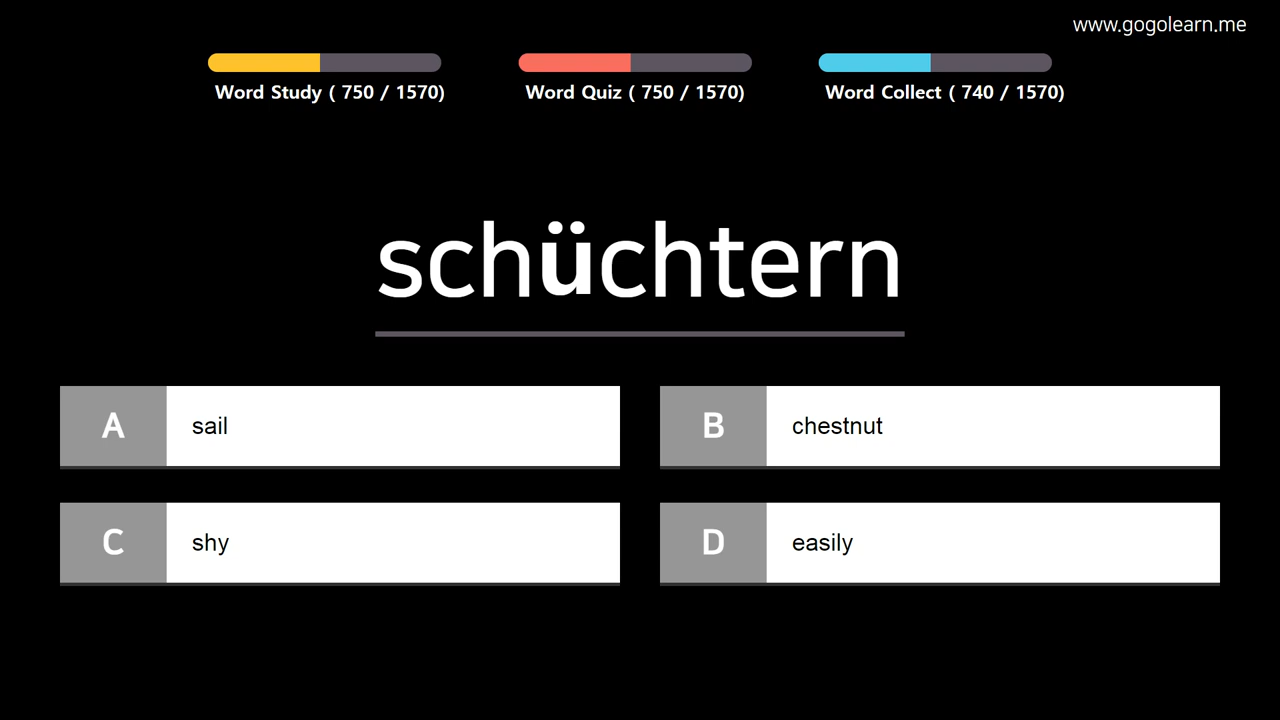 www.gogolearn.me
Word Study ( 750 / 1570)
Word Quiz ( 750 / 1570)
Word Collect ( 740 / 1570)
schüchtern
A sail
B chestnut
C shy
D easily